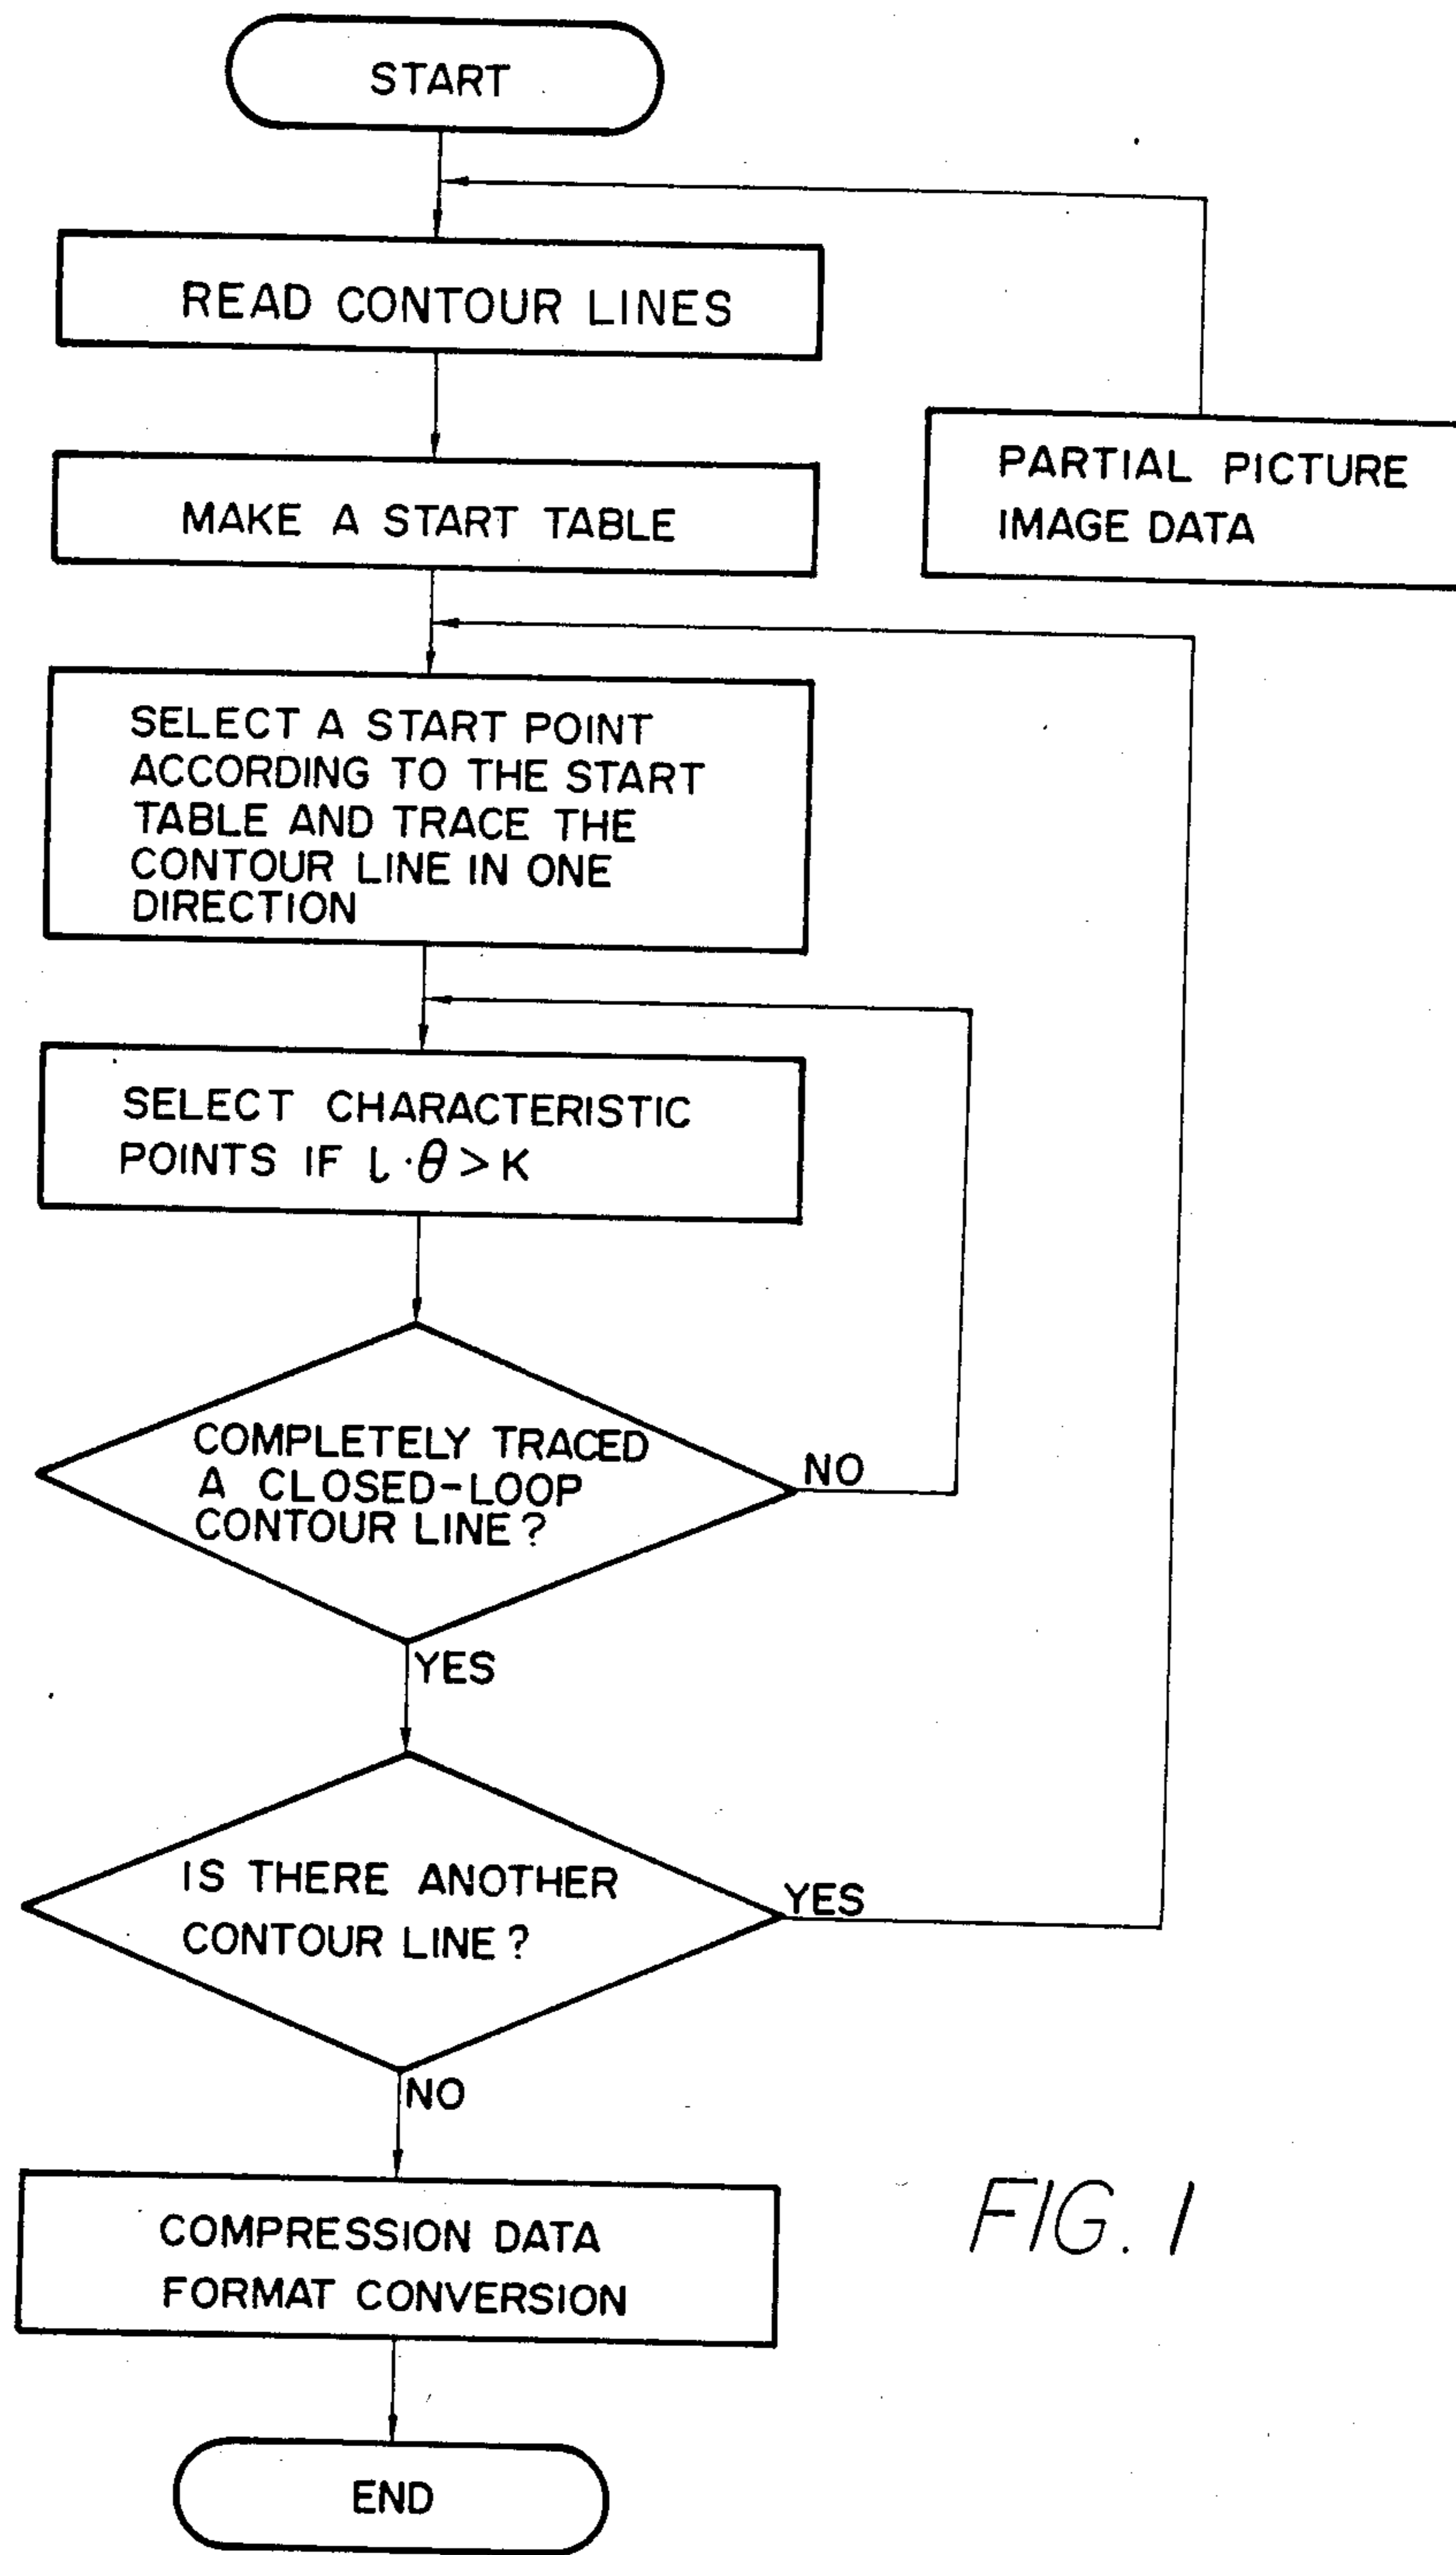 START
READ CONTOUR LINES
MAKE A START TABLE
PARTIAL PICTURE
IMAGE DATA
SELECT A START POINT
ACCORDING TO THE START
TABLE AND TRACE THE
CONTOUR LINE IN ONE
DIRECTION
SELECT CHARACTERISTIC
POINTS IF l·θ>K
COMPLETELY TRACED
A CLOSED-LOOP
CONTOUR LINE?
NO
YES
IS THERE ANOTHER
CONTOUR LINE?
YES
NO
COMPRESSION DATA
FORMAT CONVERSION
END
FIG. 1